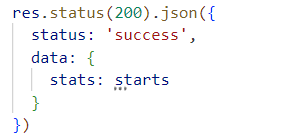 res.status(200).json({
  status: 'success',
  data: {
    stats: starts
  }
})